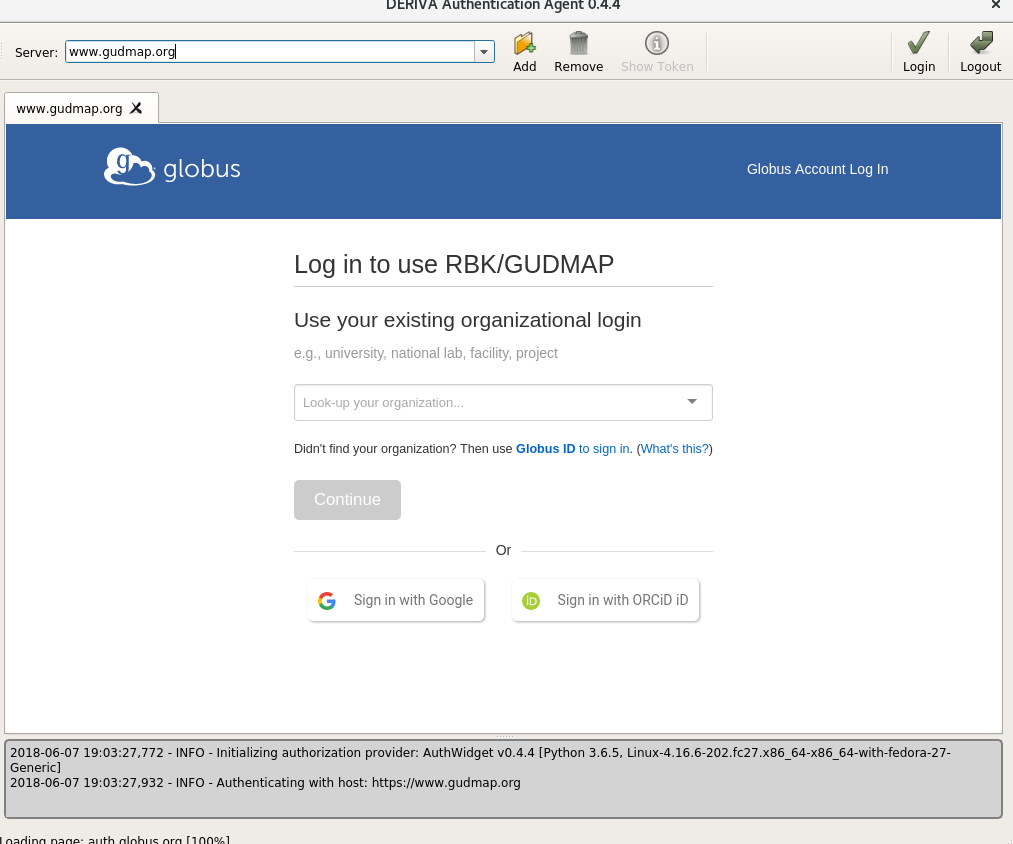 DERIVA Authentication Agent 0.4.4
Server: www.gudmap.org Add Remove Show Token Login Logout
www.gudmap.org
globus Globus Account Log In
Log in to use RBK/GUDMAP
Use your existing organizational login
e.g., university, national lab, facility, project
Look-up your organization...
Didn't find your organization? Then use Globus ID to sign in. (What's this?)
Continue
Or
Sign in with Google Sign in with ORCiD iD
2018-06-07 19:03:27,772 - INFO - Initializing authorization provider: AuthWidget v0.4.4 [Python 3.6.5, Linux-4.16.6-202.fc27.x86_64-x86_64-with-fedora-27-
Generic]
2018-06-07 19:03:27,932 - INFO - Authenticating with host: https://www.gudmap.org
Loading page: auth.globus.org [100%]